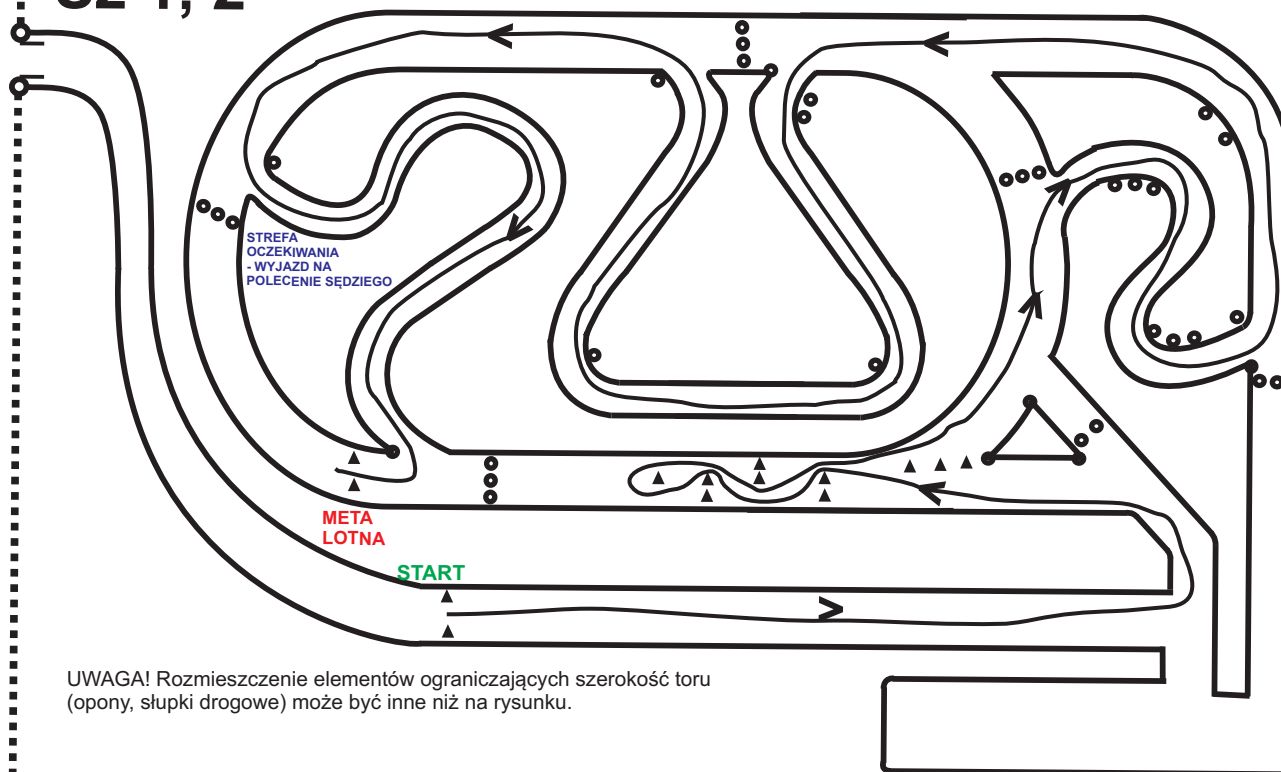 STREFA
OCZEKIWANIA
- WYJAZD NA
POLECENIE SĘDZIEGO
META
LOTNA
START
UWAGA! Rozmieszczenie elementów ograniczających szerokość toru
(opony, słupki drogowe) może być inne niż na rysunku.